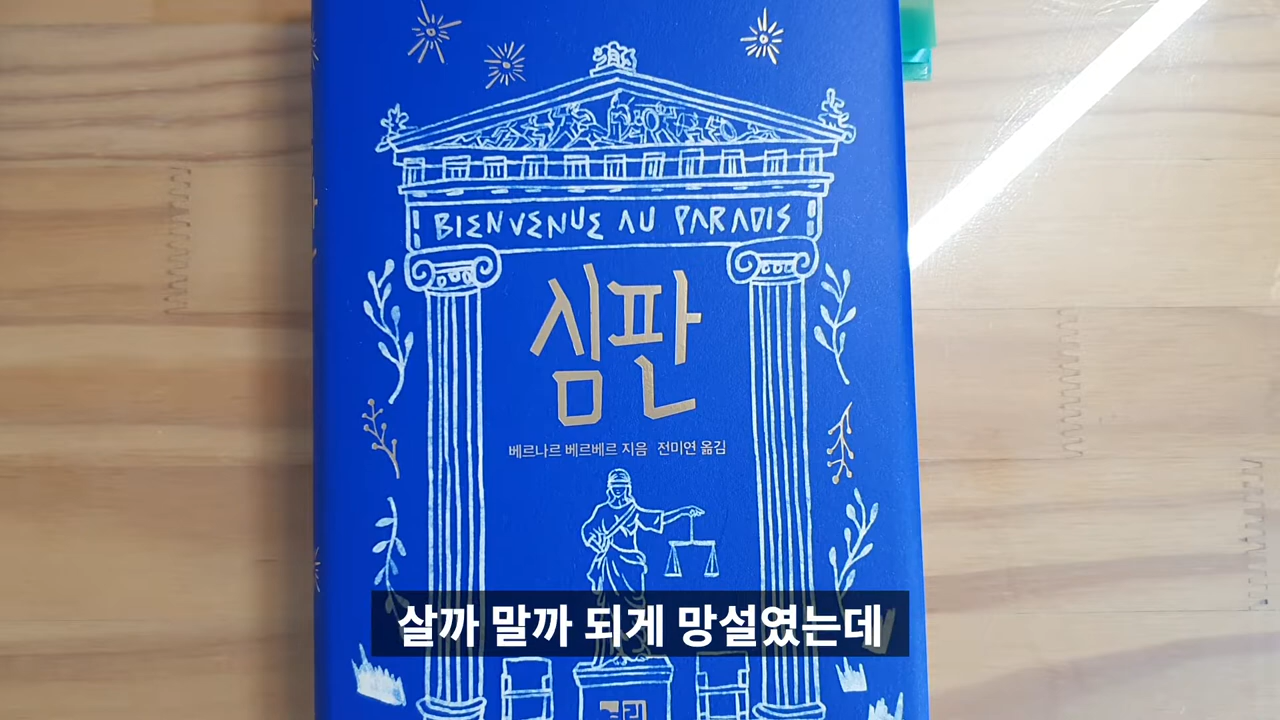 BIENVENUE AU PARADIS
심판
베르나르 베르베르 지음 전미연 옮김
살까 말까 되게 망설였는데